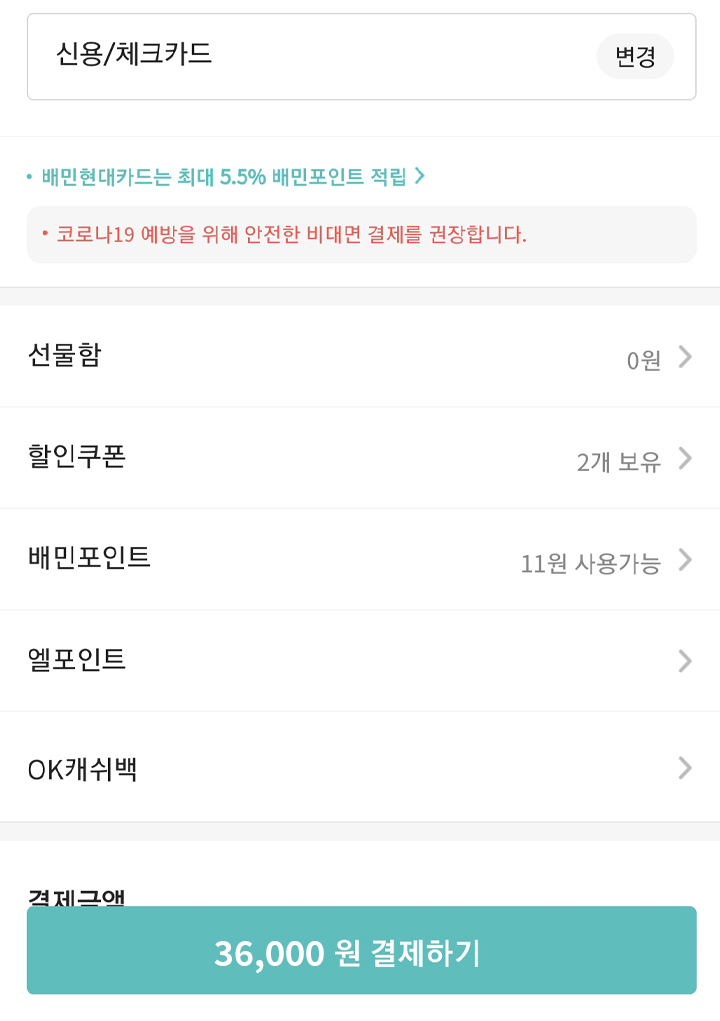 신용/체크카드
변경
• 배민현대카드는 최대 5.5% 배민포인트 적립 >
• 코로나19 예방을 위해 안전한 비대면 결제를 권장합니다.
선물함 0원 >
할인쿠폰 2개 보유 >
배민포인트 11원 사용가능 >
엘포인트 >
OK캐쉬백 >
결제금액
36,000 원 결제하기